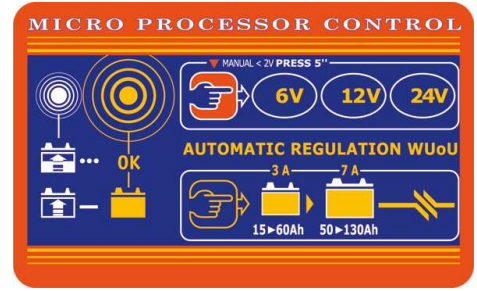 MICRO PROCESSOR CONTROL
▼ MANUAL < 2V PRESS 5"
6V 12V 24V
OK
AUTOMATIC REGULATION WUoU
3 A 7 A
15►60Ah 50►130Ah